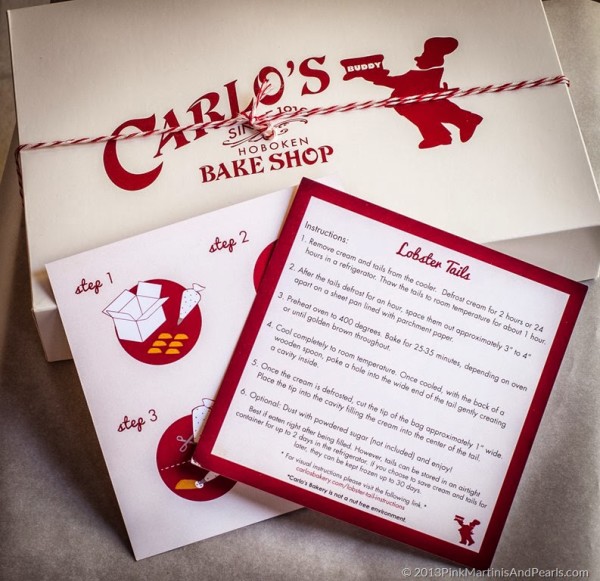 CARLO'S
BUDDY
HOBOKEN
BAKE SHOP
step 1
step 2
step 3
Lobster Tails
Instructions:
1. Remove cream and tails from the cooler. Defrost cream for 2 hours or 24
hours in a refrigerator. Thaw the tails to room temperature for about 1 hour.
2. After the tails defrost for an hour, space them out approximately 3" to 4"
apart on a sheet pan lined with parchment paper.
3. Preheat oven to 400 degrees. Bake for 25-35 minutes, depending on oven
or until golden brown throughout.
4. Cool completely to room temperature. Once cooled, with the back of a
wooden spoon, poke a hole into the wide end of the tail gently creating
a cavity inside.
5. Once the cream is defrosted, cut the tip of the bag approximately 1" wide.
Place the tip into the cavity filling the cream into the center of the tail.
6. Optional: Dust with powdered sugar (not included) and enjoy!
Best if eaten right after being filled. However, tails can be stored in an airtight
container for up to 2 days in the refrigerator. If you choose to save cream and tails for
later, they can be kept frozen up to 30 days.
* For visual instructions please visit the following link. *
carlosbakery.com/lobster-tail-instructions
*Carlo's Bakery is not a nut free environment
© 2013PinkMartinisAndPearls.com